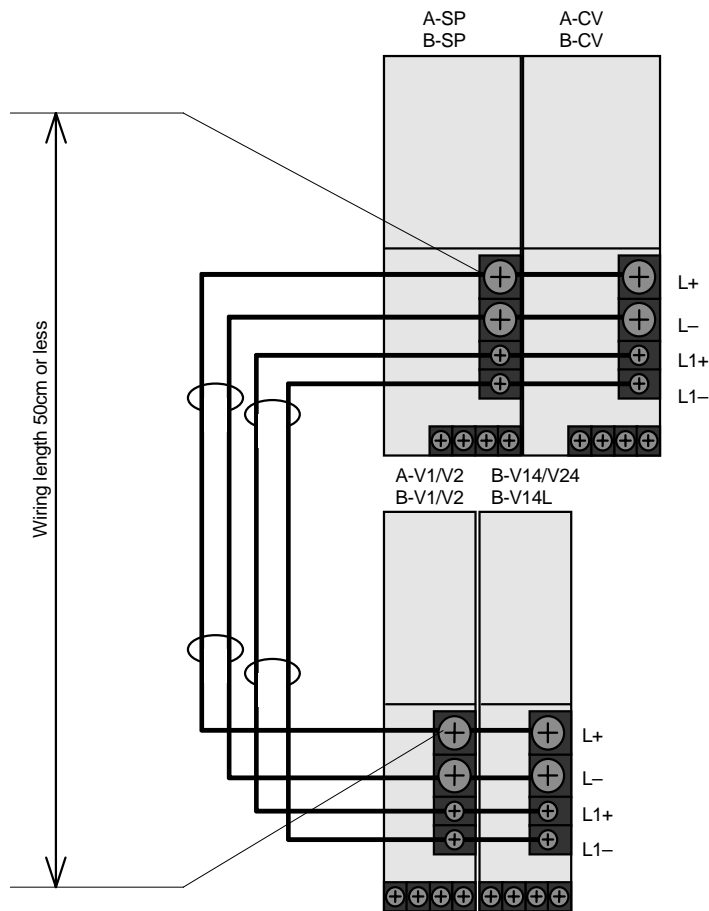 A-SP
B-SP
A-CV
B-CV
L+
L–
L1+
L1–
Wiring length 50cm or less
A-V1/V2
B-V1/V2
B-V14/V24
B-V14L
L+
L–
L1+
L1–